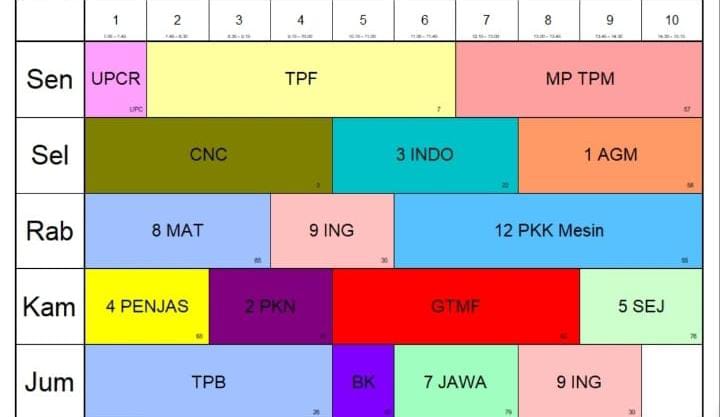 1 2 3 4 5 6 7 8 9 10
Sen UPCR TPF MP TPM
UPC 7 57
Sel CNC 3 INDO 1 AGM
3 22 58
Rab 8 MAT 9 ING 12 PKK Mesin
65 30 55
Kam 4 PENJAS 2 PKN GTMF 5 SEJ
68 76
Jum TPB BK 7 JAWA 9 ING
26 79 30